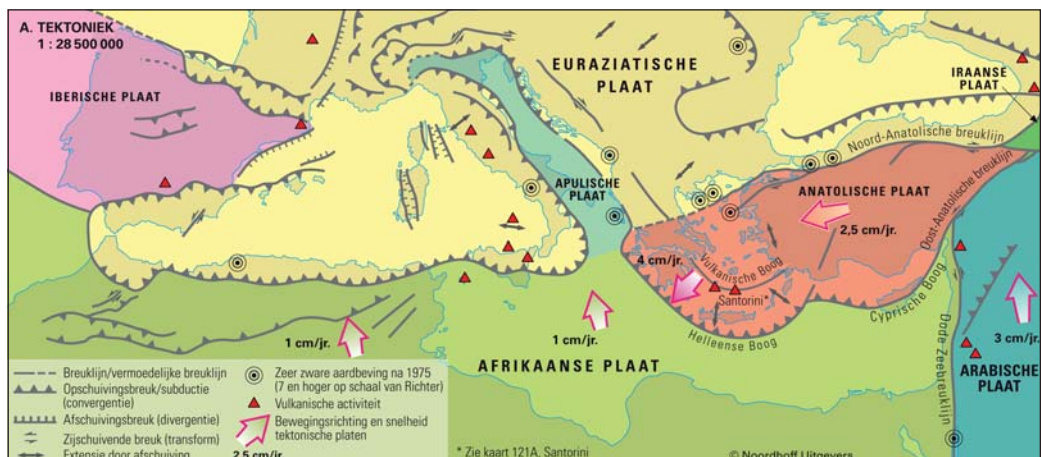 A. TEKTONIEK
1 : 28 500 000
IBERISCHE PLAAT
EURAZIATISCHE
PLAAT
IRAANSE
PLAAT
Noord-Anatolische breuklijn
APULISCHE
PLAAT
ANATOLISCHE PLAAT
Oost-Anatolische breuklijn
2,5 cm/jr.
4 cm/jr.
Vulkanische Boog
Santorini*
Helleense Boog
Cyprische Boog
Dode Zeebreuklijn
1 cm/jr.
1 cm/jr.
3 cm/jr.
AFRIKAANSE PLAAT
ARABISCHE
PLAAT
Breuklijn/vermoedelijke breuklijn
Opschuivingsbreuk/subductie
(convergentie)
Afschuivingsbreuk (divergentie)
Zijschuivende breuk (transform)
Extensie door afschuiving
Zeer zware aardbeving na 1975
(7 en hoger op schaal van Richter)
Vulkanische activiteit
Bewegingsrichting en snelheid
tektonische platen
2,5 cm/jr.
* Zie kaart 121A, Santorini
© Noordhoff Uitgevers